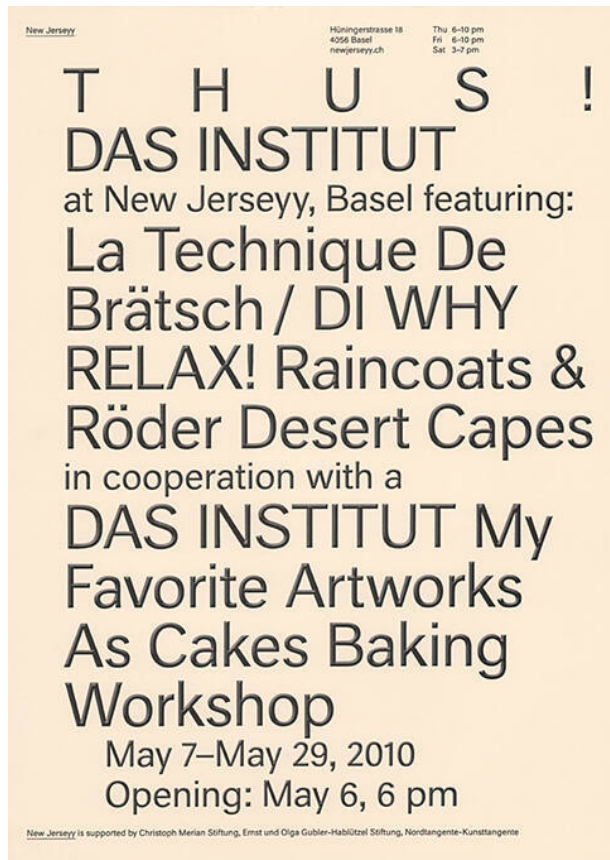 New Jerseyy
Hüningerstrasse 18
4056 Basel
newjerseyy.ch
Thu 6–10 pm
Fri 6–10 pm
Sat 3–7 pm
T H U S !
DAS INSTITUT
at New Jerseyy, Basel featuring:
La Technique De
Brätsch / DI WHY
RELAX! Raincoats &
Röder Desert Capes
in cooperation with a
DAS INSTITUT My
Favorite Artworks
As Cakes Baking
Workshop
May 7–May 29, 2010
Opening: May 6, 6 pm
New Jerseyy is supported by Christoph Merian Stiftung, Ernst und Olga Gubler-Hablützel Stiftung, Nordtangente-Kunsttangente